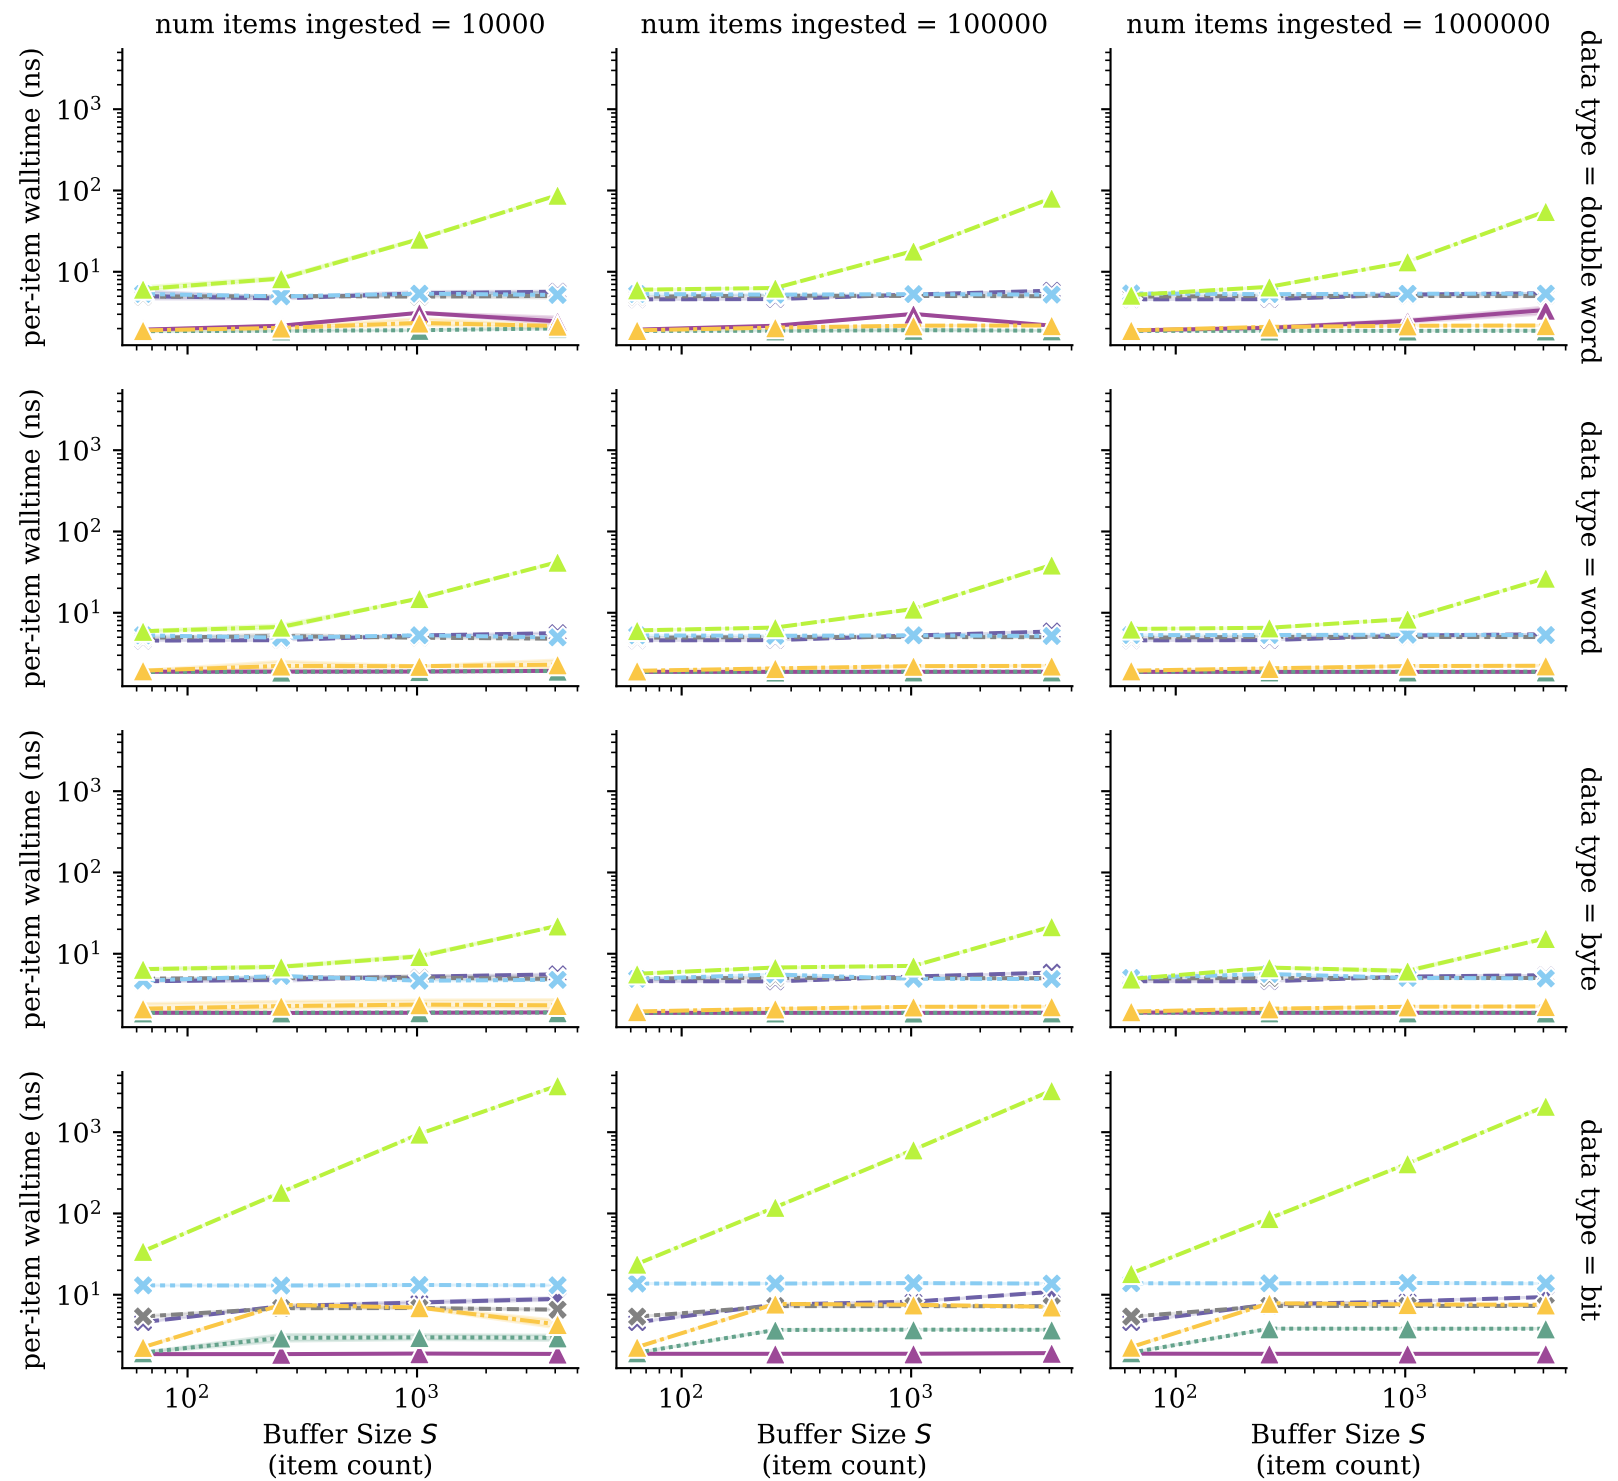 num items ingested = 10000
num items ingested = 100000
num items ingested = 1000000
per-item walltime (ns)
10³
10²
10¹
data type = double word
per-item walltime (ns)
10³
10²
10¹
data type = word
per-item walltime (ns)
10³
10²
10¹
data type = byte
per-item walltime (ns)
10³
10²
10¹
data type = bit
10² 10³
10² 10³
10² 10³
Buffer Size S
(item count)
Buffer Size S
(item count)
Buffer Size S
(item count)